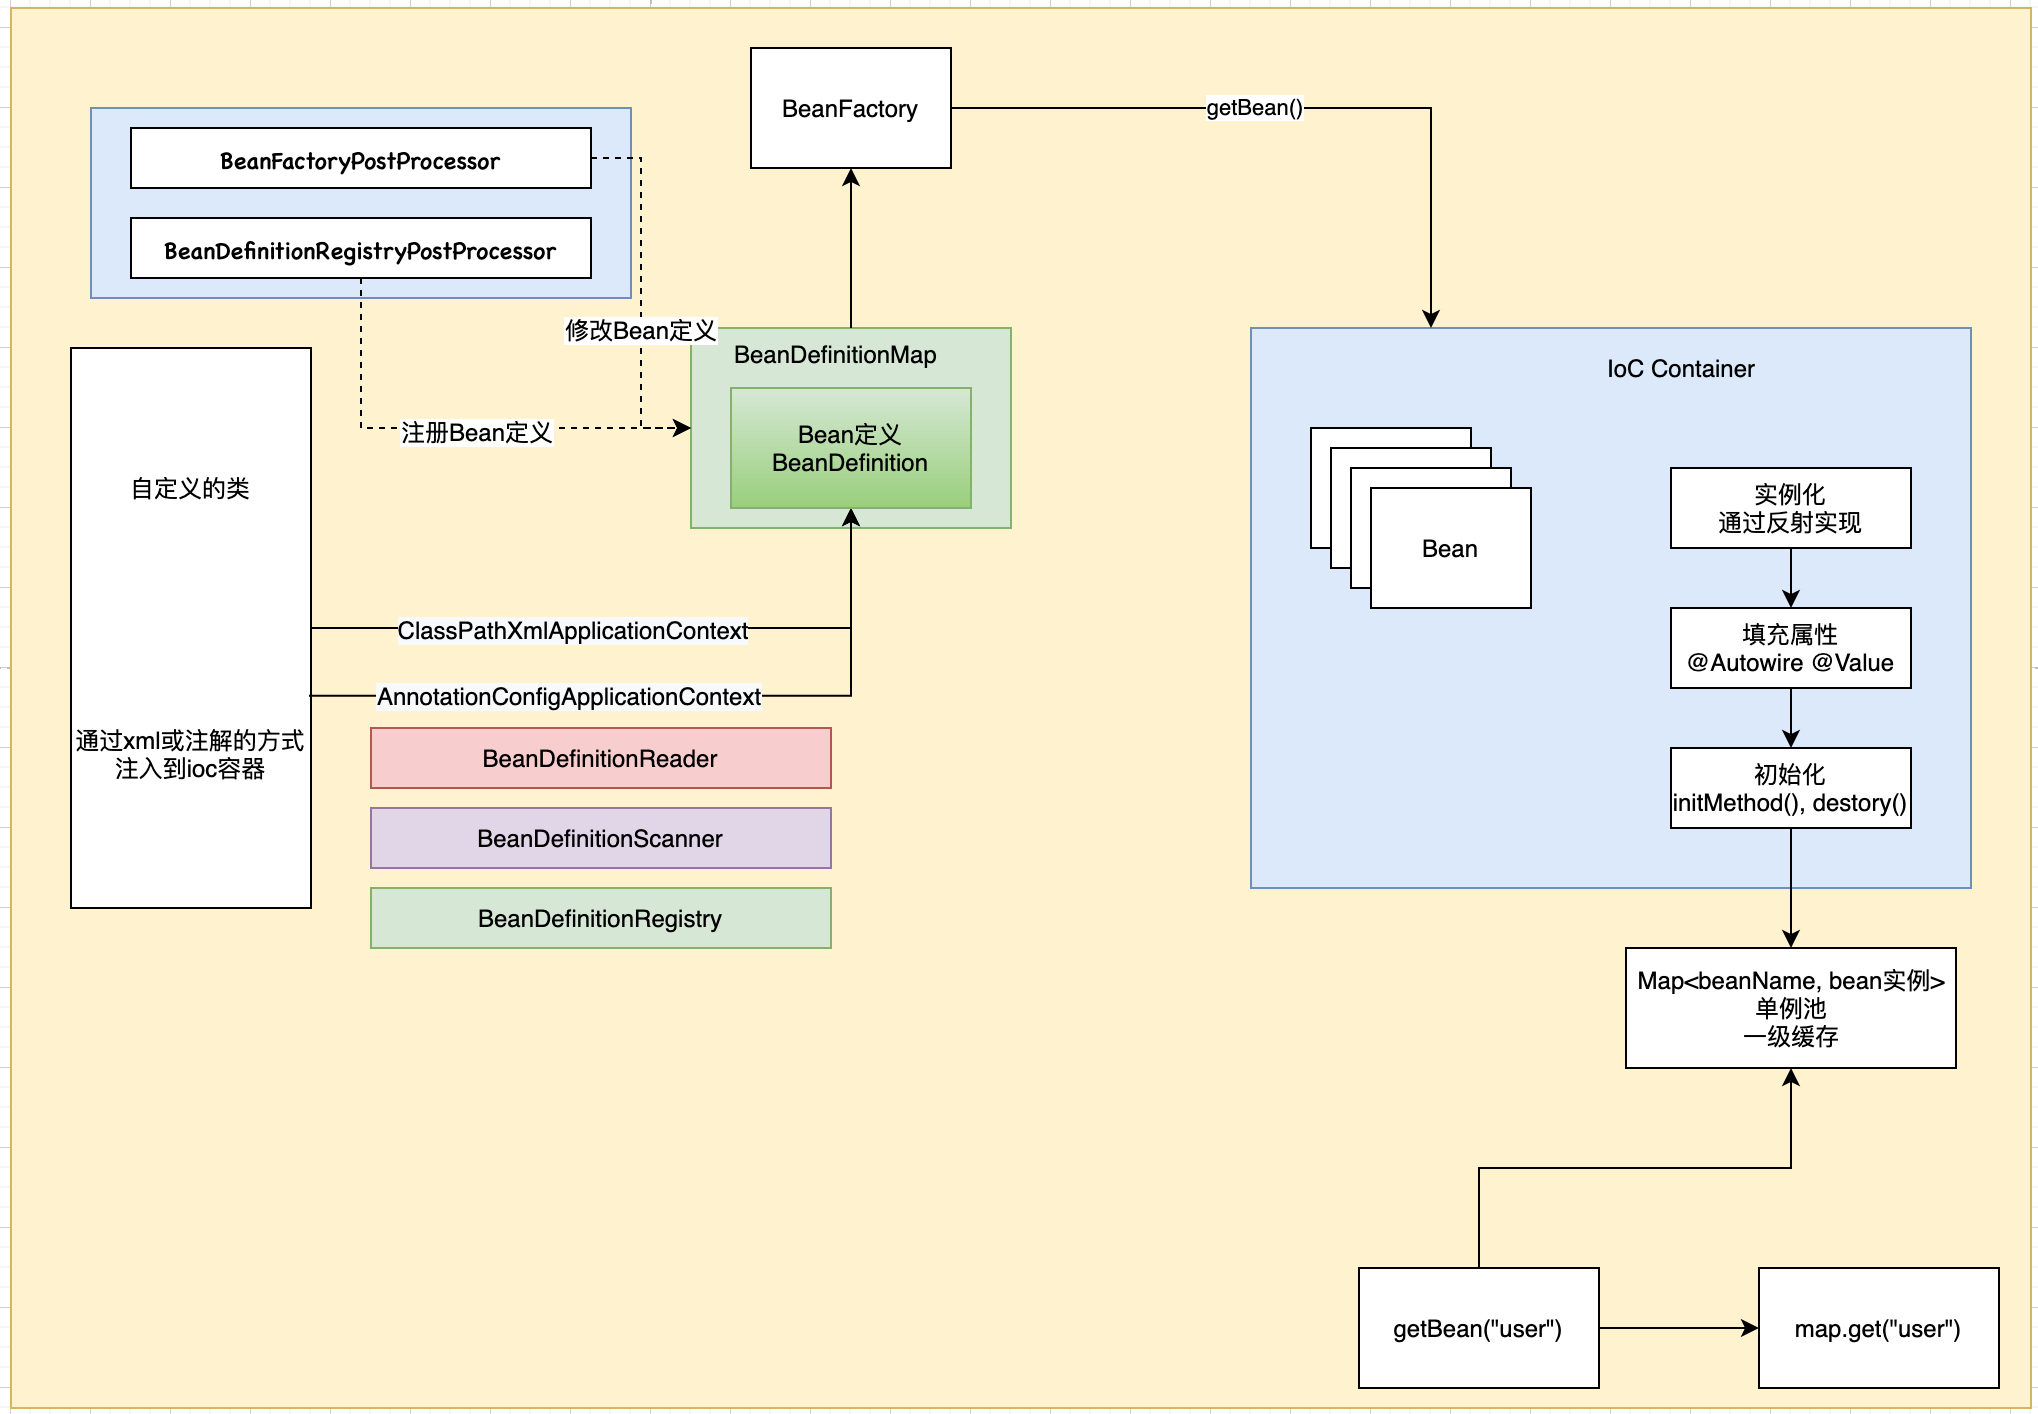 BeanFactory
getBean()
BeanFactoryPostProcessor
BeanDefinitionRegistryPostProcessor
修改Bean定义
注册Bean定义
BeanDefinitionMap
Bean定义
BeanDefinition
自定义的类
通过xml或注解的方式
注入到ioc容器
ClassPathXmlApplicationContext
AnnotationConfigApplicationContext
BeanDefinitionReader
BeanDefinitionScanner
BeanDefinitionRegistry
IoC Container
Bean
实例化
通过反射实现
填充属性
@Autowire @Value
初始化
initMethod(), destory()
Map<beanName, bean实例>
单例池
一级缓存
getBean("user")
map.get("user")